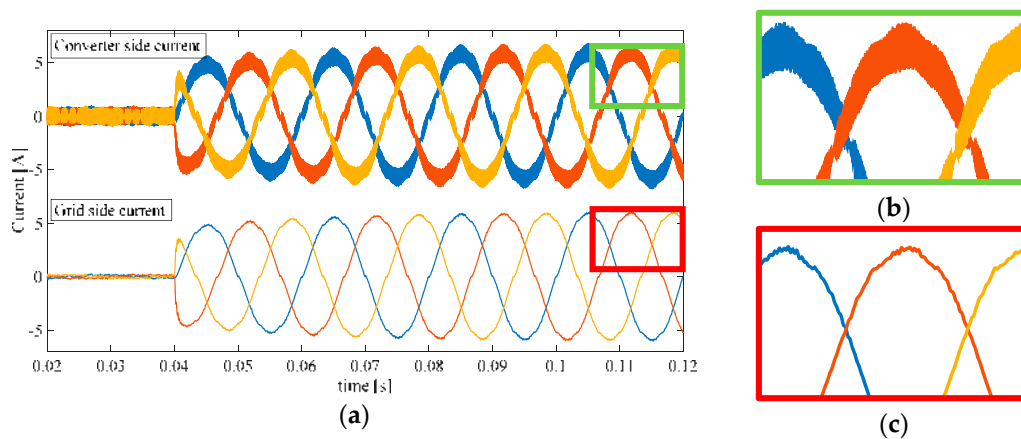 Converter side current
5
0
-5
Current [A]
Grid side current
5
0
-5
0.02 0.03 0.04 0.05 0.06 0.07 0.08 0.09 0.10 0.11 0.12
time [s]
(a)
(b)
(c)